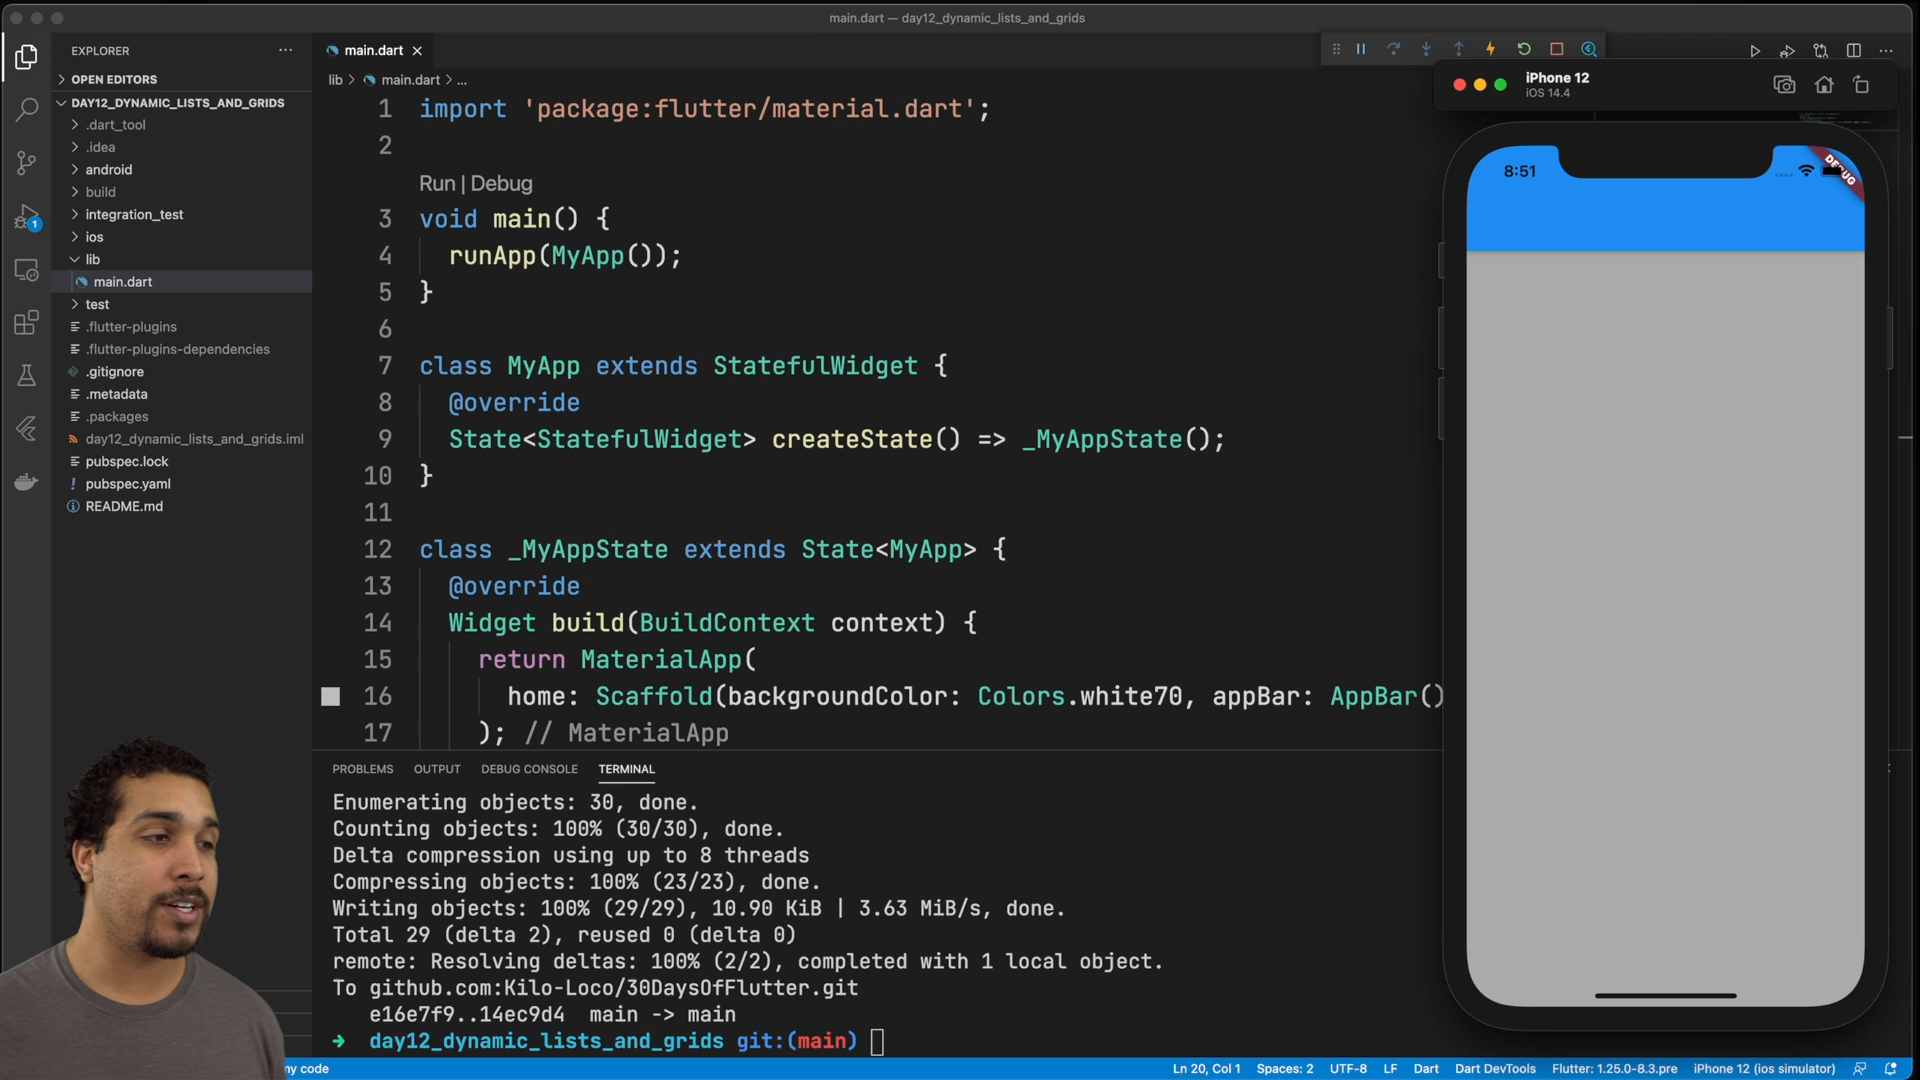 main.dart — day12_dynamic_lists_and_grids
EXPLORER
OPEN EDITORS
DAY12_DYNAMIC_LISTS_AND_GRIDS
.dart_tool
.idea
android
build
integration_test
ios
lib
main.dart
test
.flutter-plugins
.flutter-plugins-dependencies
.gitignore
.metadata
.packages
day12_dynamic_lists_and_grids.iml
pubspec.lock
! pubspec.yaml
README.md
1
main.dart
lib > main.dart > ...
1 import 'package:flutter/material.dart';
2
Run | Debug
3 void main() {
4 runApp(MyApp());
5 }
6
7 class MyApp extends StatefulWidget {
8 @override
9 State<StatefulWidget> createState() => _MyAppState();
10 }
11
12 class _MyAppState extends State<MyApp> {
13 @override
14 Widget build(BuildContext context) {
15 return MaterialApp(
16 home: Scaffold(backgroundColor: Colors.white70, appBar: AppBar()
17 ); // MaterialApp
PROBLEMS OUTPUT DEBUG CONSOLE TERMINAL
Enumerating objects: 30, done.
Counting objects: 100% (30/30), done.
Delta compression using up to 8 threads
Compressing objects: 100% (23/23), done.
Writing objects: 100% (29/29), 10.90 KiB | 3.63 MiB/s, done.
Total 29 (delta 2), reused 0 (delta 0)
remote: Resolving deltas: 100% (2/2), completed with 1 local object.
To github.com:Kilo-Loco/30DaysOfFlutter.git
e16e7f9..14ec9d4 main -> main
day12_dynamic_lists_and_grids git:(main)
iPhone 12
iOS 14.4
8:51
DEBUG
my code
Ln 20, Col 1 Spaces: 2 UTF-8 LF Dart Dart DevTools Flutter: 1.25.0-8.3.pre iPhone 12 (ios simulator)